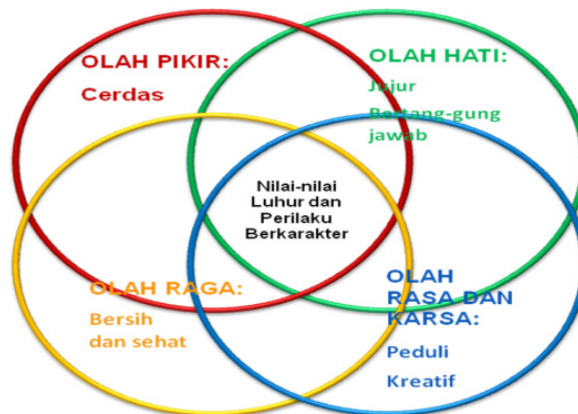 OLAH PIKIR:
Cerdas
OLAH HATI:
Jujur
Bertang-gung
jawab
Nilai-nilai
Luhur dan
Perilaku
Berkarakter
OLAH RAGA:
Bersih
dan sehat
OLAH
RASA DAN
KARSA:
Peduli
Kreatif